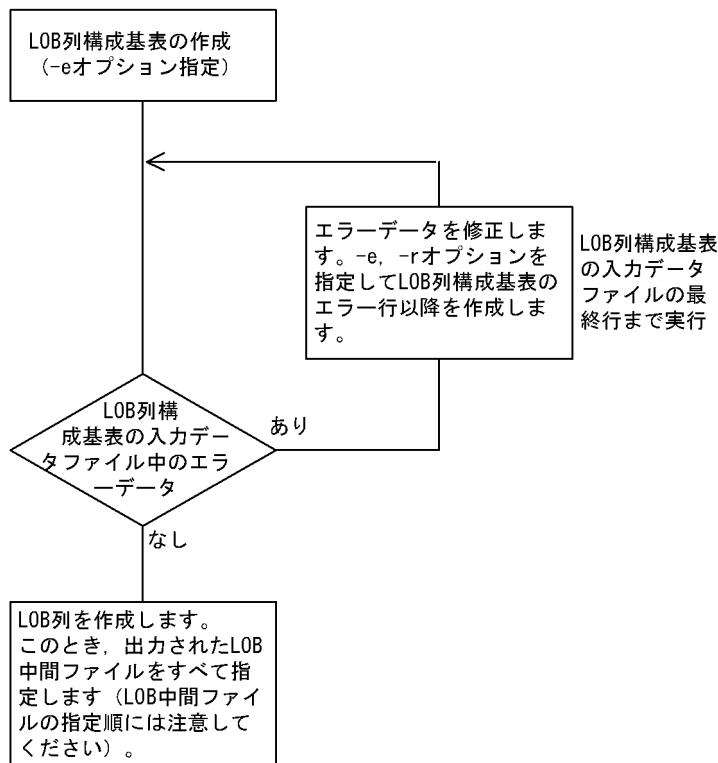 LOB列構成基表の作成
（-eオプション指定）
エラーデータを修正しま
す。-e，-rオプションを
指定してLOB列構成基表の
エラー行以降を作成しま
す。
LOB列構成基表
の入力データ
ファイルの最
終行まで実行
LOB列構
成基表の入力デー
タファイル中のエラ
ーデータ
あり
なし
LOB列を作成します。
このとき，出力されたLOB
中間ファイルをすべて指
定します（LOB中間ファイ
ルの指定順には注意して
ください）。